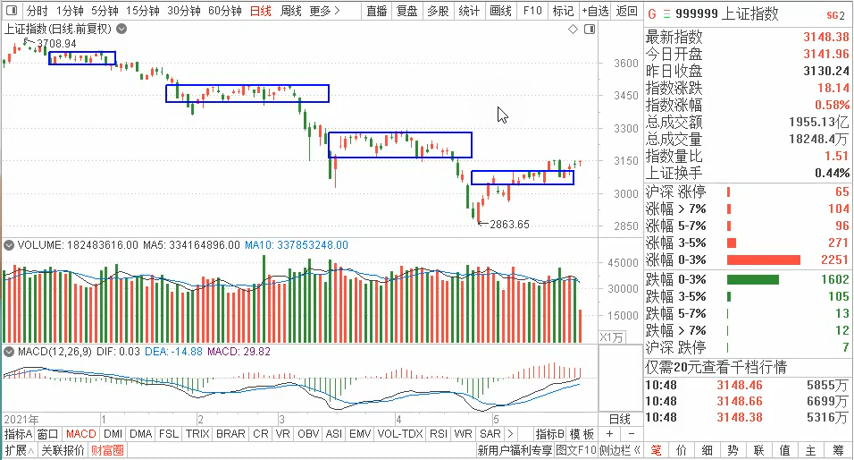 分时 1分钟 5分钟 15分钟 30分钟 60分钟 日线 周线 更多 > 直播 复盘 多股 统计 画线 F10 标记 +自选 返回
G 三 999999 上证指数 SG2
上证指数(日线.前复权)
3708.94
3600
3450
3300
3150
3000
2850
2863.65
最新指数 3148.38
今日开盘 3141.96
昨日收盘 3130.24
指数涨跌 18.14
指数涨幅 0.58%
总成交额 1955.13亿
总成交量 18248.4万
指数量比 1.51
上证换手 0.44%
沪深 涨停 65
涨幅 > 7% 104
涨幅 5-7% 96
涨幅 3-5% 271
涨幅 0-3% 2251
跌幅 0-3% 1602
跌幅 3-5% 105
跌幅 5-7% 13
跌幅 > 7% 12
沪深 跌停 7
仅需20元查看千档行情
10:48 3148.46 5855万
10:48 3148.66 6699万
10:48 3148.38 5316万
VOLUME: 182483616.00 MA5: 334164896.00 MA10: 337853248.00
45000
30000
15000
X1万
MACD(12,26,9) DIF: 0.03 DEA: -14.88 MACD: 29.82
2021年 1 2 3 4 5 日线
指标A 窗口 MACD DMI DMA FSL TRIX BRAR CR VR OBV ASI EMV VOL-TDX RSI WR SAR > 指标B 模板 + −
扩展∧ 关联报价 财富圈 新用户福利专享 图文F10 侧边栏 <
笔 价 细 势 联 值 主 筹